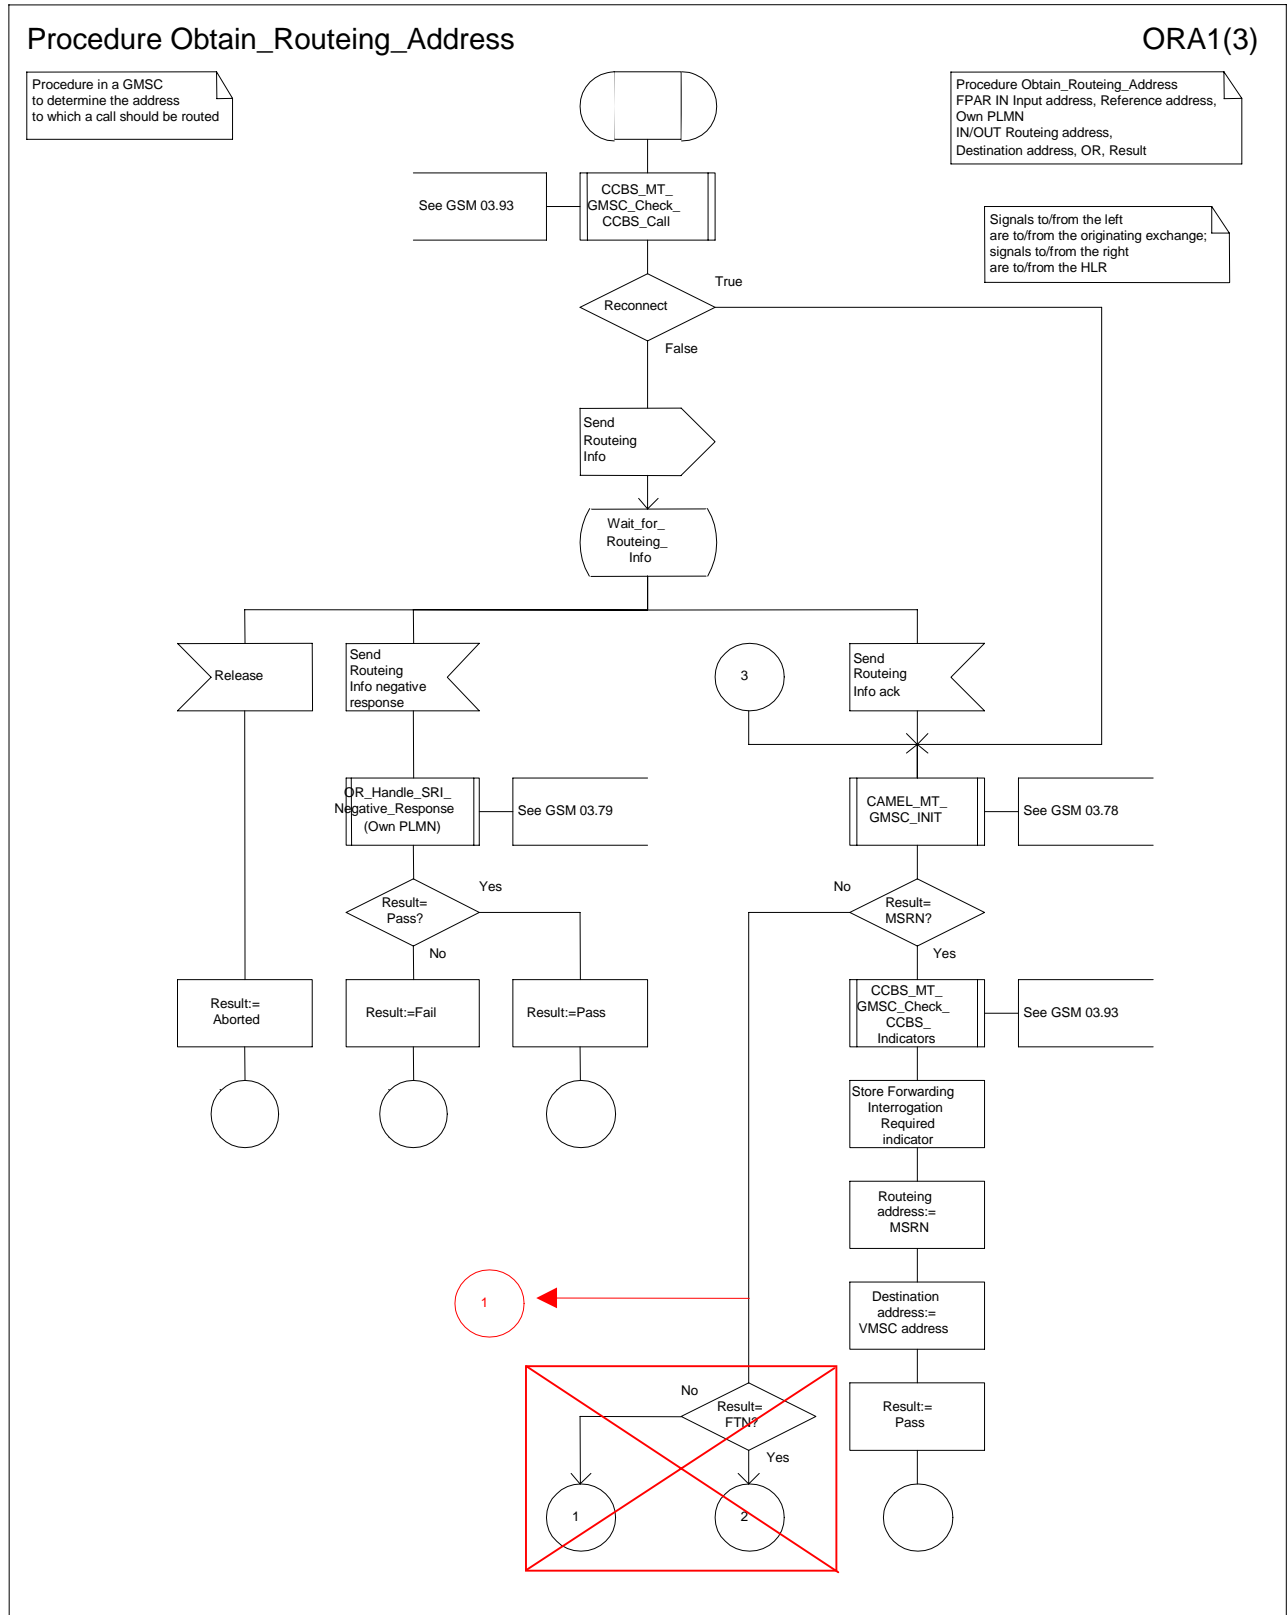 Procedure Obtain_Routeing_Address
ORA1(3)
Procedure in a GMSC
to determine the address
to which a call should be routed
Procedure Obtain_Routeing_Address
FPAR IN Input address, Reference address,
Own PLMN
IN/OUT Routeing address,
Destination address, OR, Result
Signals to/from the left
are to/from the originating exchange;
signals to/from the right
are to/from the HLR
See GSM 03.93
CCBS_MT_
GMSC_Check_
CCBS_Call
Reconnect
True
False
Send
Routeing
Info
Wait_for_
Routeing_
Info
Release
Send
Routeing
Info negative
response
3
Send
Routeing
Info ack
OR_Handle_SRI_
Negative_Response
(Own PLMN)
See GSM 03.79
CAMEL_MT_
GMSC_INIT
See GSM 03.78
Result=
Pass?
Yes
No
No
Result=
MSRN?
Yes
Result:=
Aborted
Result:=Fail
Result:=Pass
CCBS_MT_
GMSC_Check_
CCBS_
Indicators
See GSM 03.93
Store Forwarding
Interrogation
Required
indicator
Routeing
address:=
MSRN
1
Destination
address:=
VMSC address
No
Result=
FTN?
Yes
Result:=
Pass
1
2